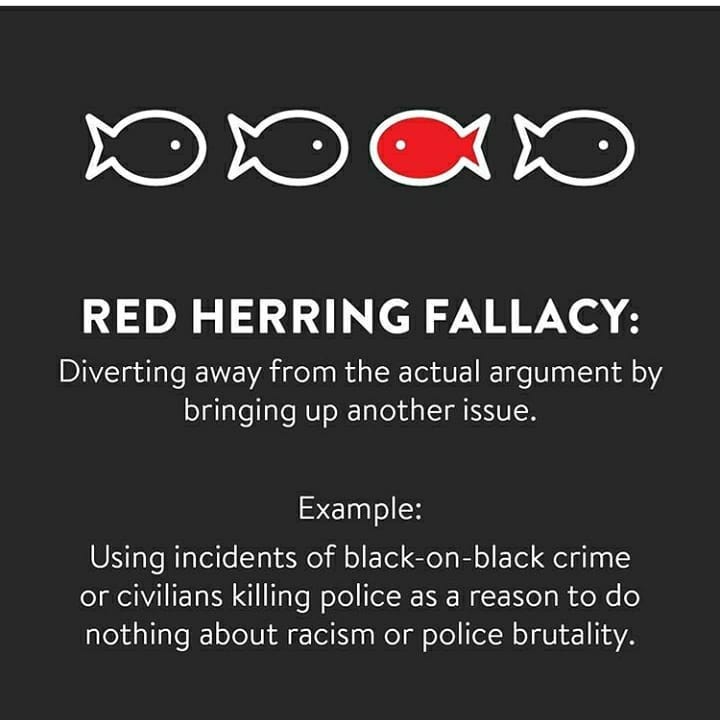 RED HERRING FALLACY:
Diverting away from the actual argument by
bringing up another issue.
Example:
Using incidents of black-on-black crime
or civilians killing police as a reason to do
nothing about racism or police brutality.